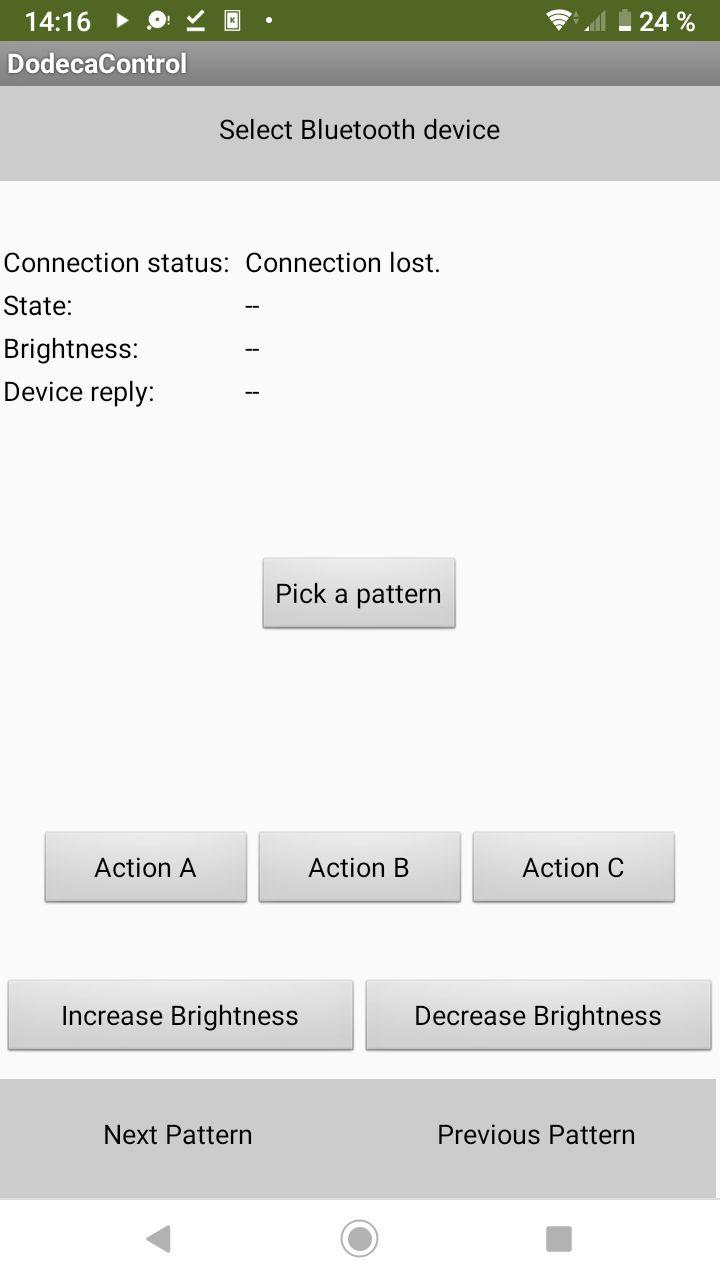 14:16 24 %
DodecaControl
Select Bluetooth device
Connection status: Connection lost.
State: --
Brightness: --
Device reply: --
Pick a pattern
Action A Action B Action C
Increase Brightness Decrease Brightness
Next Pattern Previous Pattern